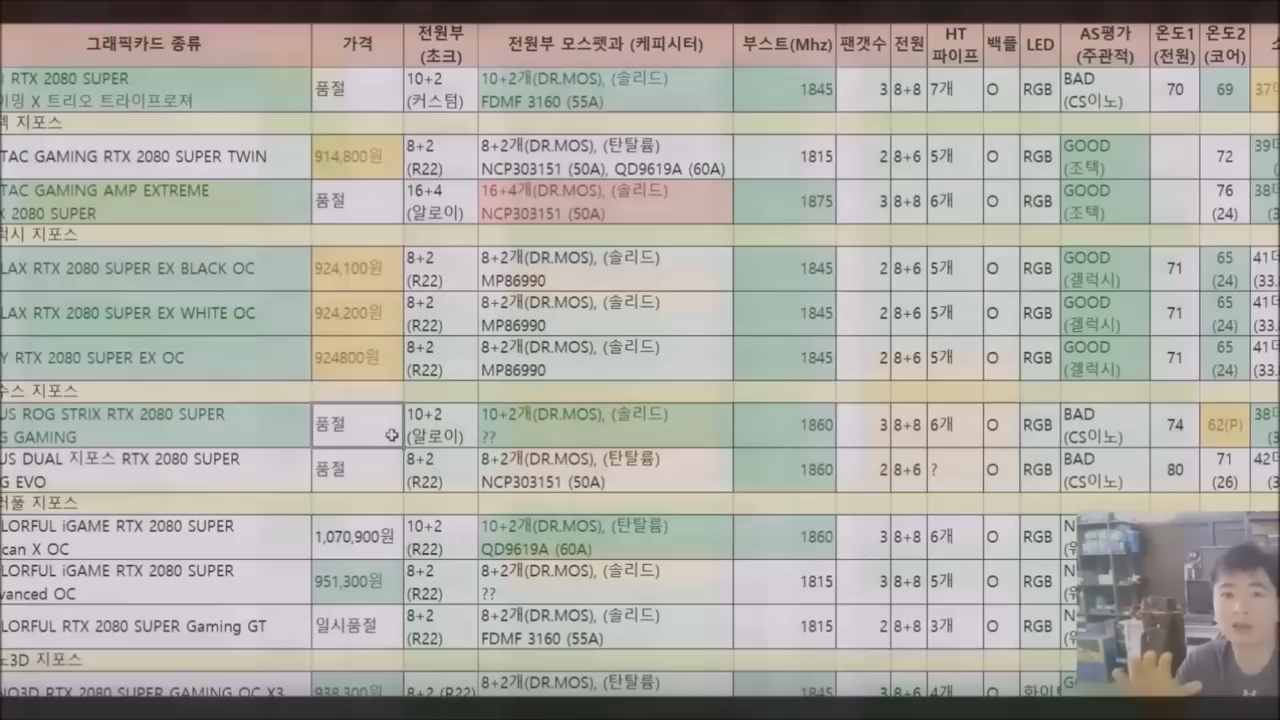 그래픽카드 종류 가격 전원부 (초크) 전원부 모스펫과 (케피시터) 부스트(Mhz) 팬갯수 전원 HT 파이프 백플 LED AS평가 (주관적) 온도1 (전원) 온도2 (코어)
) RTX 2080 SUPER 품절 10+2 10+2개(DR.MOS), (솔리드) 1845 3 8+8 7개 O RGB BAD 70 69
이밍 X 트리오 트라이프로져 (커스텀) FDMF 3160 (55A) (CS이노)
지포스
TAC GAMING RTX 2080 SUPER TWIN 914,800원 8+2 (R22) 8+2개(DR.MOS), (탄탈륨) NCP303151 (50A), QD9619A (60A) 1815 2 8+6 5개 O RGB GOOD (조텍) 72
TAC GAMING AMP EXTREME 품절 16+4 16+4개(DR.MOS), (솔리드) 1875 3 8+8 6개 O RGB GOOD 76
X 2080 SUPER (알로이) NCP303151 (50A) (조텍) (24)
럭시 지포스
LAX RTX 2080 SUPER EX BLACK OC 924,100원 8+2 (R22) 8+2개(DR.MOS), (솔리드) MP86990 1845 2 8+6 5개 O RGB GOOD (겔럭시) 71 65 (24)
LAX RTX 2080 SUPER EX WHITE OC 924,200원 8+2 (R22) 8+2개(DR.MOS), (솔리드) MP86990 1845 2 8+6 5개 O RGB GOOD (겔럭시) 71 65 (24)
Y RTX 2080 SUPER EX OC 924800원 8+2 (R22) 8+2개(DR.MOS), (솔리드) MP86990 1845 2 8+6 5개 O RGB GOOD (겔럭시) 71 65 (24)
수스 지포스
US ROG STRIX RTX 2080 SUPER 품절 10+2 10+2개(DR.MOS), (솔리드) 1860 3 8+8 6개 O RGB BAD 74 62(P)
G GAMING (알로이) ?? (CS이노)
US DUAL 지포스 RTX 2080 SUPER 품절 8+2 8+2개(DR.MOS), (탄탈륨) 1860 2 8+6 ? O RGB BAD 80 71
G EVO (R22) NCP303151 (50A) (CS이노) (26)
러풀 지포스
LORFUL iGAME RTX 2080 SUPER 1,070,900원 10+2 10+2개(DR.MOS), (탄탈륨) 1860 3 8+8 6개 O RGB
can X OC (R22) QD9619A (60A)
LORFUL iGAME RTX 2080 SUPER 951,300원 8+2 8+2개(DR.MOS), (솔리드) 1815 3 8+8 5개 O RGB
vanced OC (R22) ??
LORFUL RTX 2080 SUPER Gaming GT 일시품절 8+2 (R22) 8+2개(DR.MOS), (솔리드) FDMF 3160 (55A) 1815 2 8+8 3개 O RGB
3D 지포스
NO3D RTX 2080 SUPER GAMING OC X3 938,300원 8+2 (R22) 8+2개(DR.MOS), (탄탈륨) 1845 3 8+6 4개 O